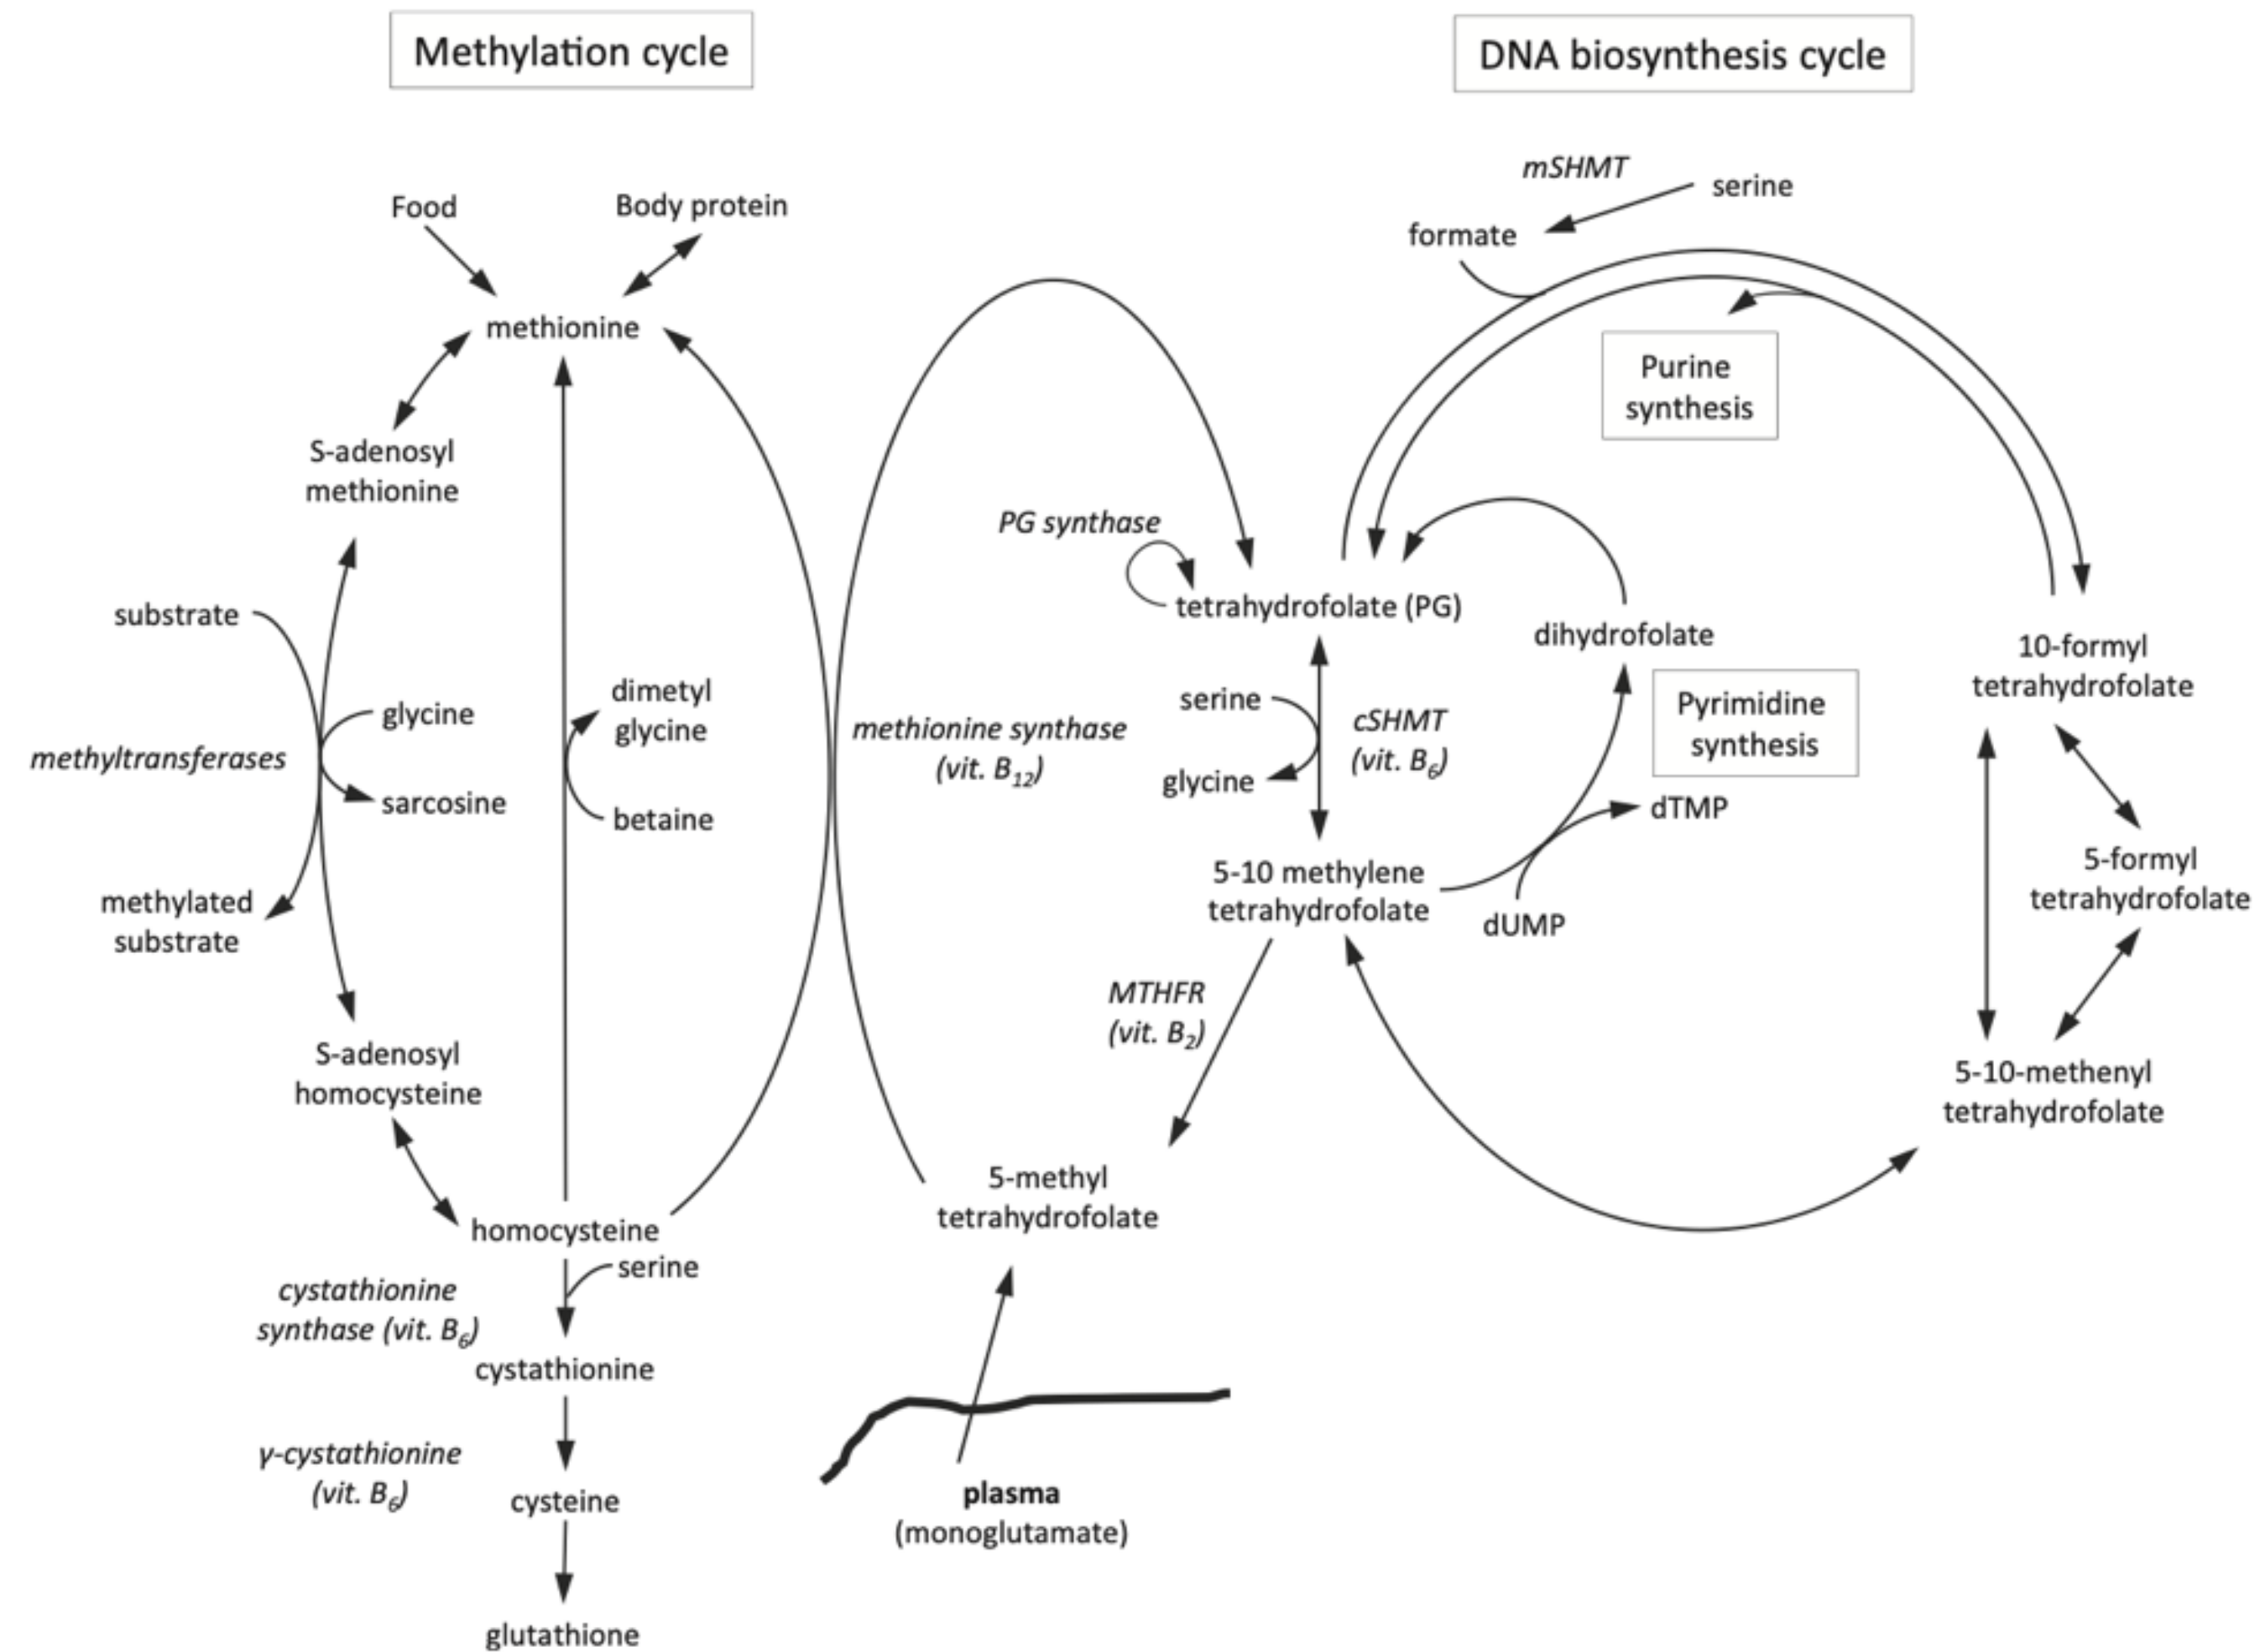 Methylation cycle
DNA biosynthesis cycle
Food
Body protein
methionine
S-adenosyl
methionine
substrate
glycine
methyltransferases
sarcosine
methylated
substrate
dimetyl
glycine
betaine
S-adenosyl
homocysteine
homocysteine
serine
cystathionine
synthase (vit. B₆)
cystathionine
γ-cystathionine
(vit. B₆)
cysteine
glutathione
methionine synthase
(vit. B₁₂)
PG synthase
tetrahydrofolate (PG)
serine
glycine
cSHMT
(vit. B₆)
5-10 methylene
tetrahydrofolate
MTHFR
(vit. B₂)
5-methyl
tetrahydrofolate
plasma
(monoglutamate)
mSHMT
serine
formate
Purine
synthesis
dihydrofolate
Pyrimidine
synthesis
dTMP
dUMP
10-formyl
tetrahydrofolate
5-formyl
tetrahydrofolate
5-10-methenyl
tetrahydrofolate